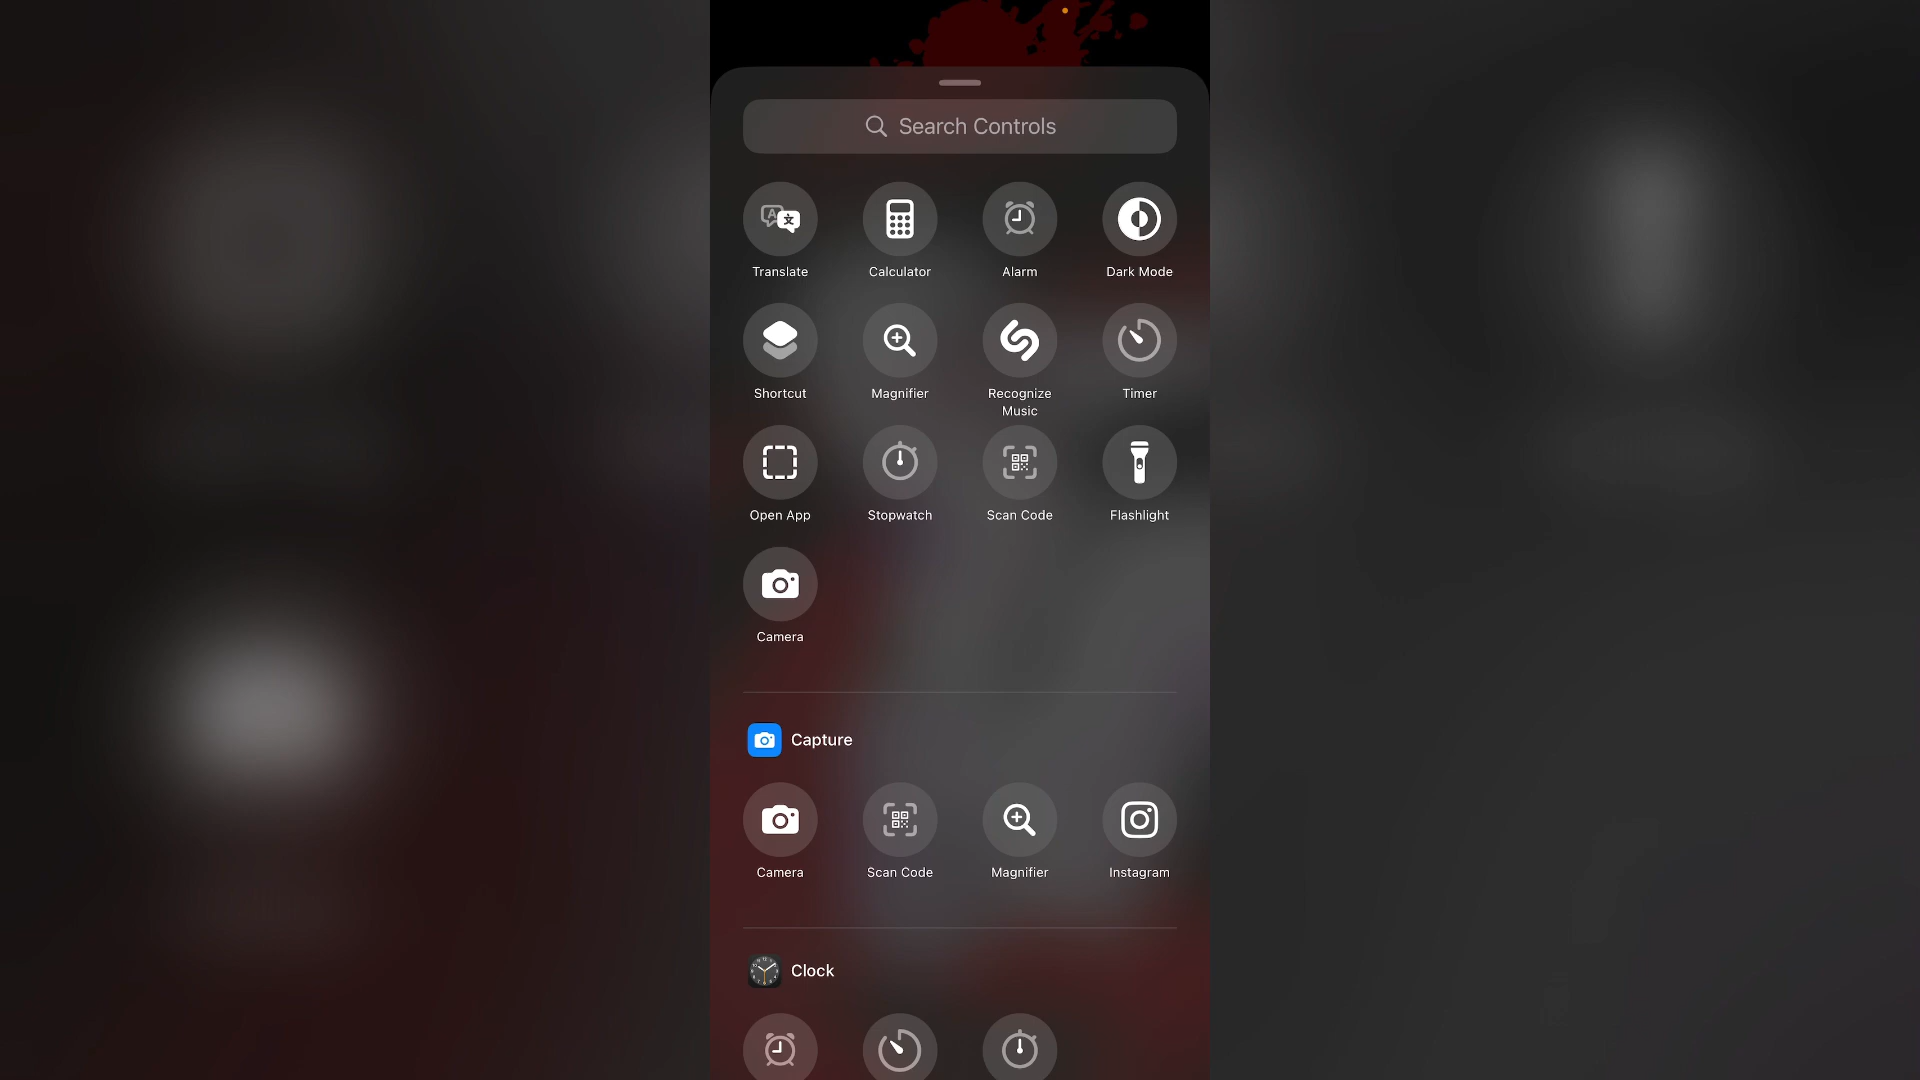 Search Controls
Translate
Calculator
Alarm
Dark Mode
Shortcut
Magnifier
Recognize
Music
Timer
Open App
Stopwatch
Scan Code
Flashlight
Camera
Capture
Camera
Scan Code
Magnifier
Instagram
Clock